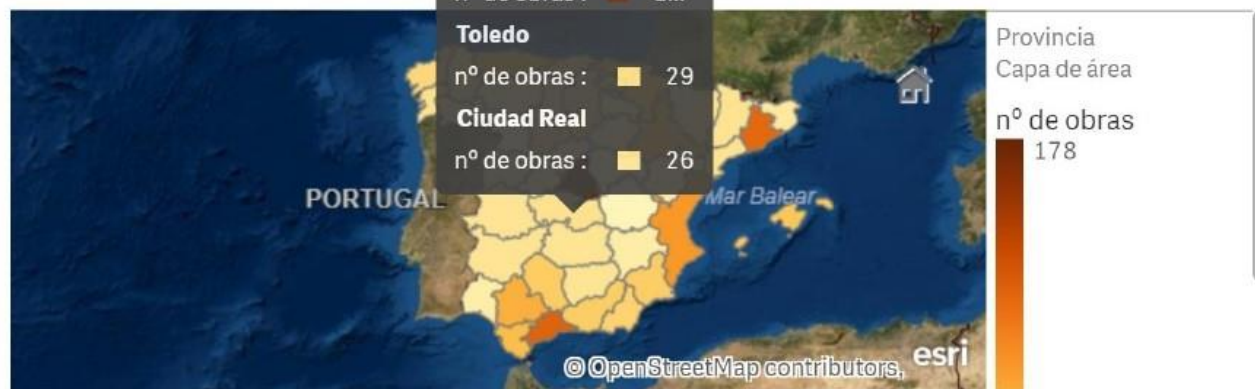 Toledo
nº de obras : 29
Ciudad Real
nº de obras : 26
PORTUGAL
Mar Balear
© OpenStreetMap contributors,
esri
Provincia
Capa de área
nº de obras
178